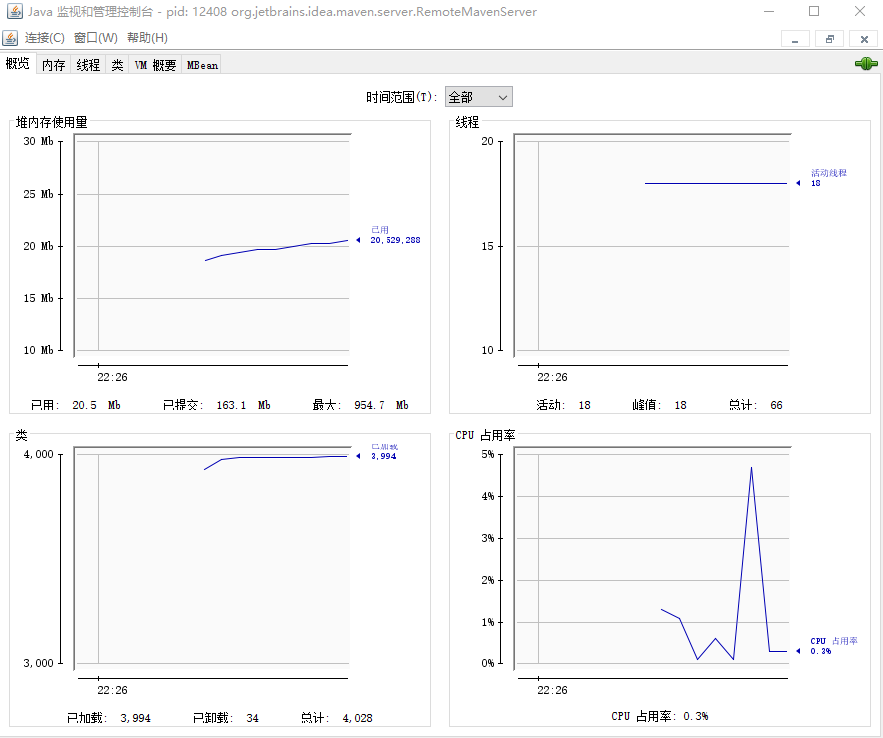 Java 监视和管理控制台 - pid: 12408 org.jetbrains.idea.maven.server.RemoteMavenServer
连接(C) 窗口(W) 帮助(H)
概览 内存 线程 类 VM 概要 MBean
时间范围(T): 全部
堆内存使用量
30 Mb
25 Mb
20 Mb
15 Mb
10 Mb
已用
20,529,288
22:26
已用: 20.5 Mb 已提交: 163.1 Mb 最大: 954.7 Mb
线程
20
15
10
活动线程
18
22:26
活动: 18 峰值: 18 总计: 66
类
4,000
3,000
已加载
3,994
22:26
已加载: 3,994 已卸载: 34 总计: 4,028
CPU 占用率
5%
4%
3%
2%
1%
0%
CPU 占用率
0.3%
22:26
CPU 占用率: 0.3%